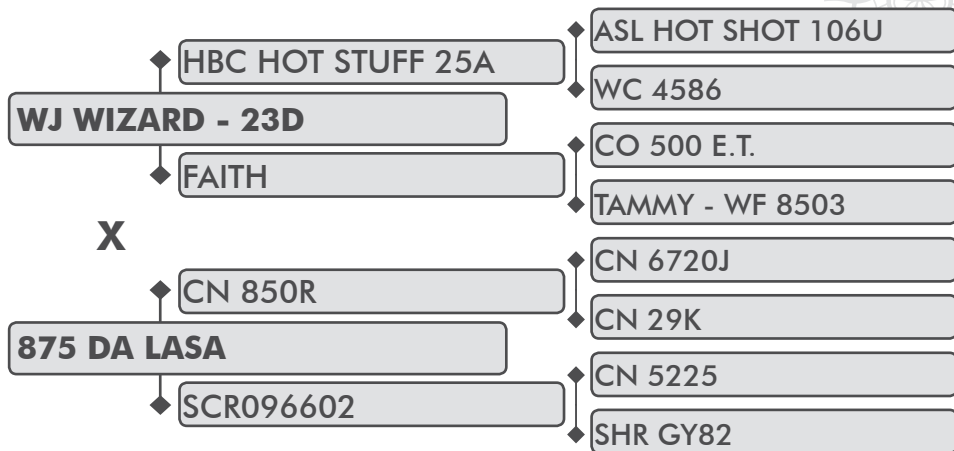 ASL HOT SHOT 106U
HBC HOT STUFF 25A
WC 4586
WJ WIZARD - 23D
CO 500 E.T.
FAITH
TAMMY - WF 8503
X
CN 6720J
CN 850R
CN 29K
875 DA LASA
CN 5225
SCR096602
SHR GY82